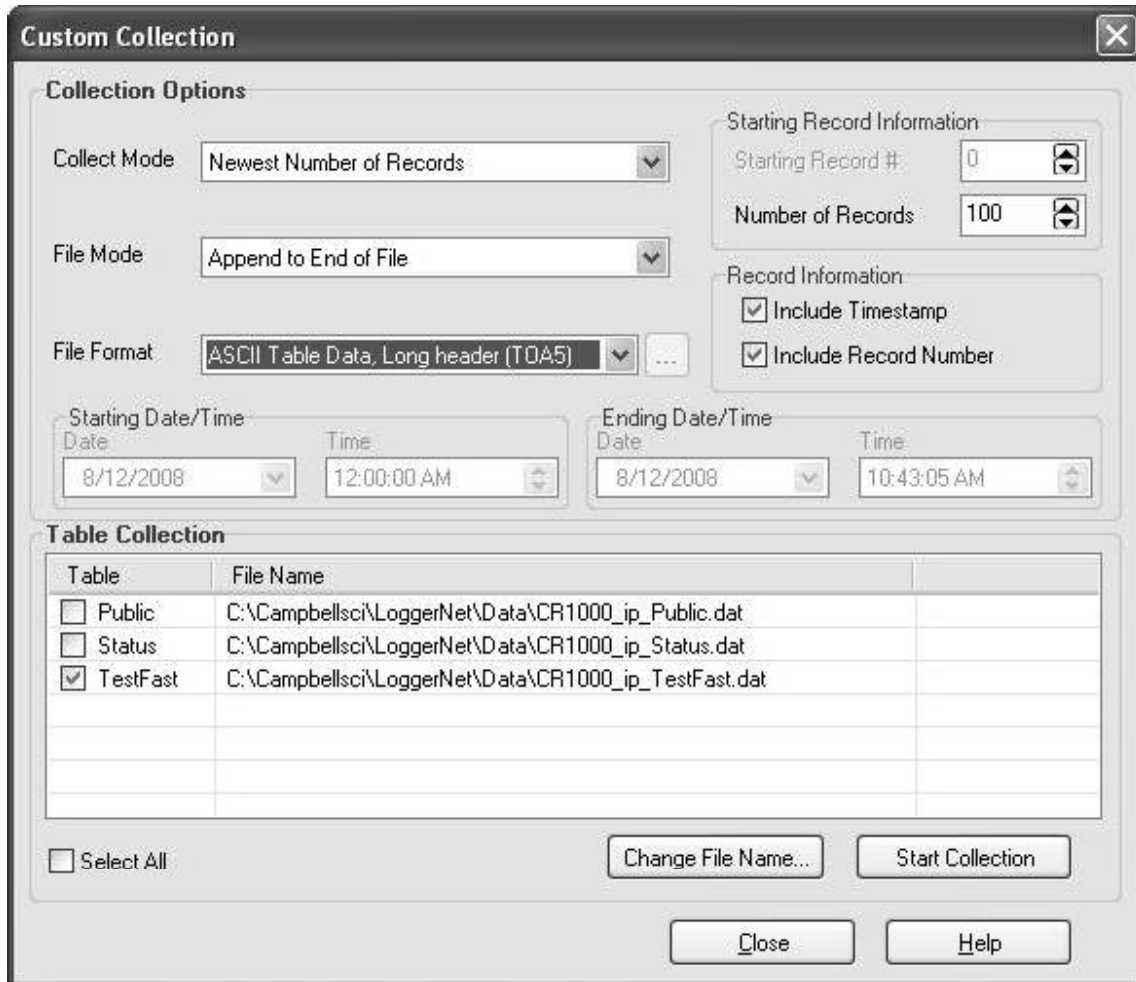 Custom Collection
Collection Options
Collect Mode
Newest Number of Records
File Mode
Append to End of File
File Format
ASCII Table Data, Long header (TOA5)
...
Starting Record Information
Starting Record #
0
Number of Records
100
Record Information
Include Timestamp
Include Record Number
Starting Date/Time
Date
Time
8/12/2008
12:00:00 AM
Ending Date/Time
Date
Time
8/12/2008
10:43:05 AM
Table Collection
Table File Name
Public C:\Campbellsci\LoggerNet\Data\CR1000_ip_Public.dat
Status C:\Campbellsci\LoggerNet\Data\CR1000_ip_Status.dat
TestFast C:\Campbellsci\LoggerNet\Data\CR1000_ip_TestFast.dat
Select All
Change File Name...
Start Collection
Close
Help